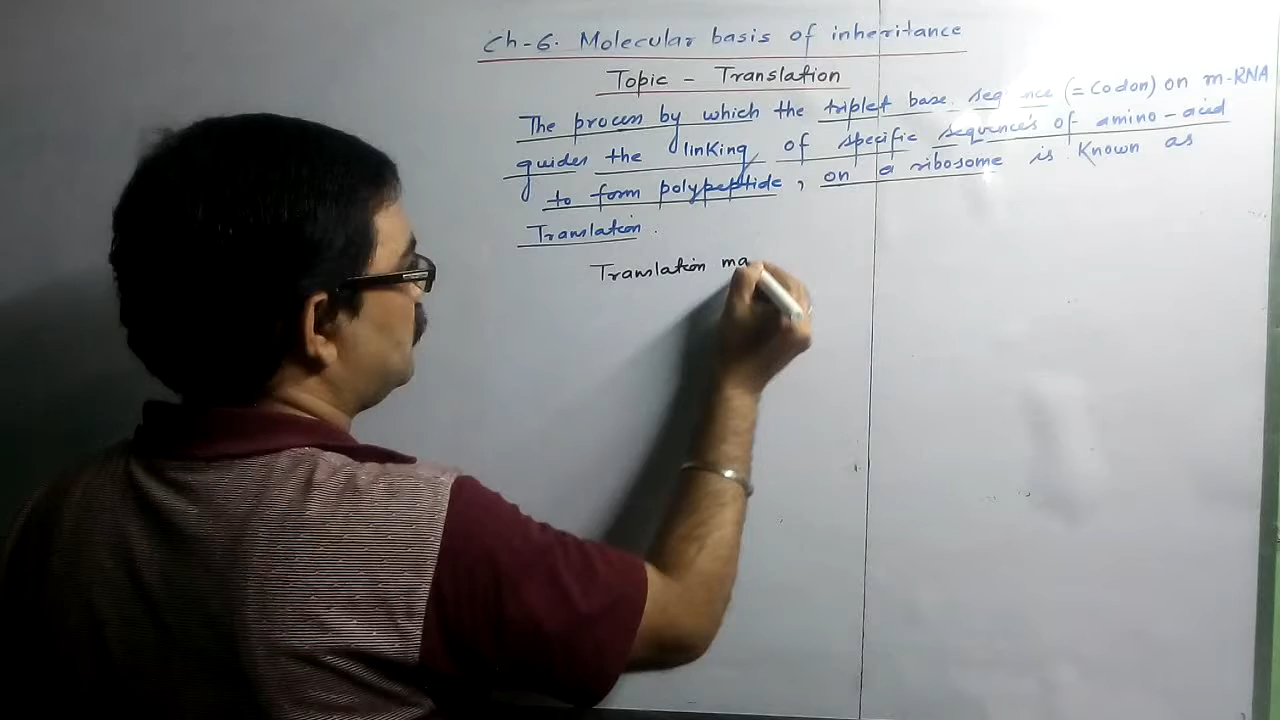 Ch-6. Molecular basis of inheritance
Topic - Translation
The process by which the triplet base seq nce (= Codon) on m-RNA
guides the linking of specific sequences of amino-acid
to form polypeptide, on a ribosome is known as
Translation.
Translation ma